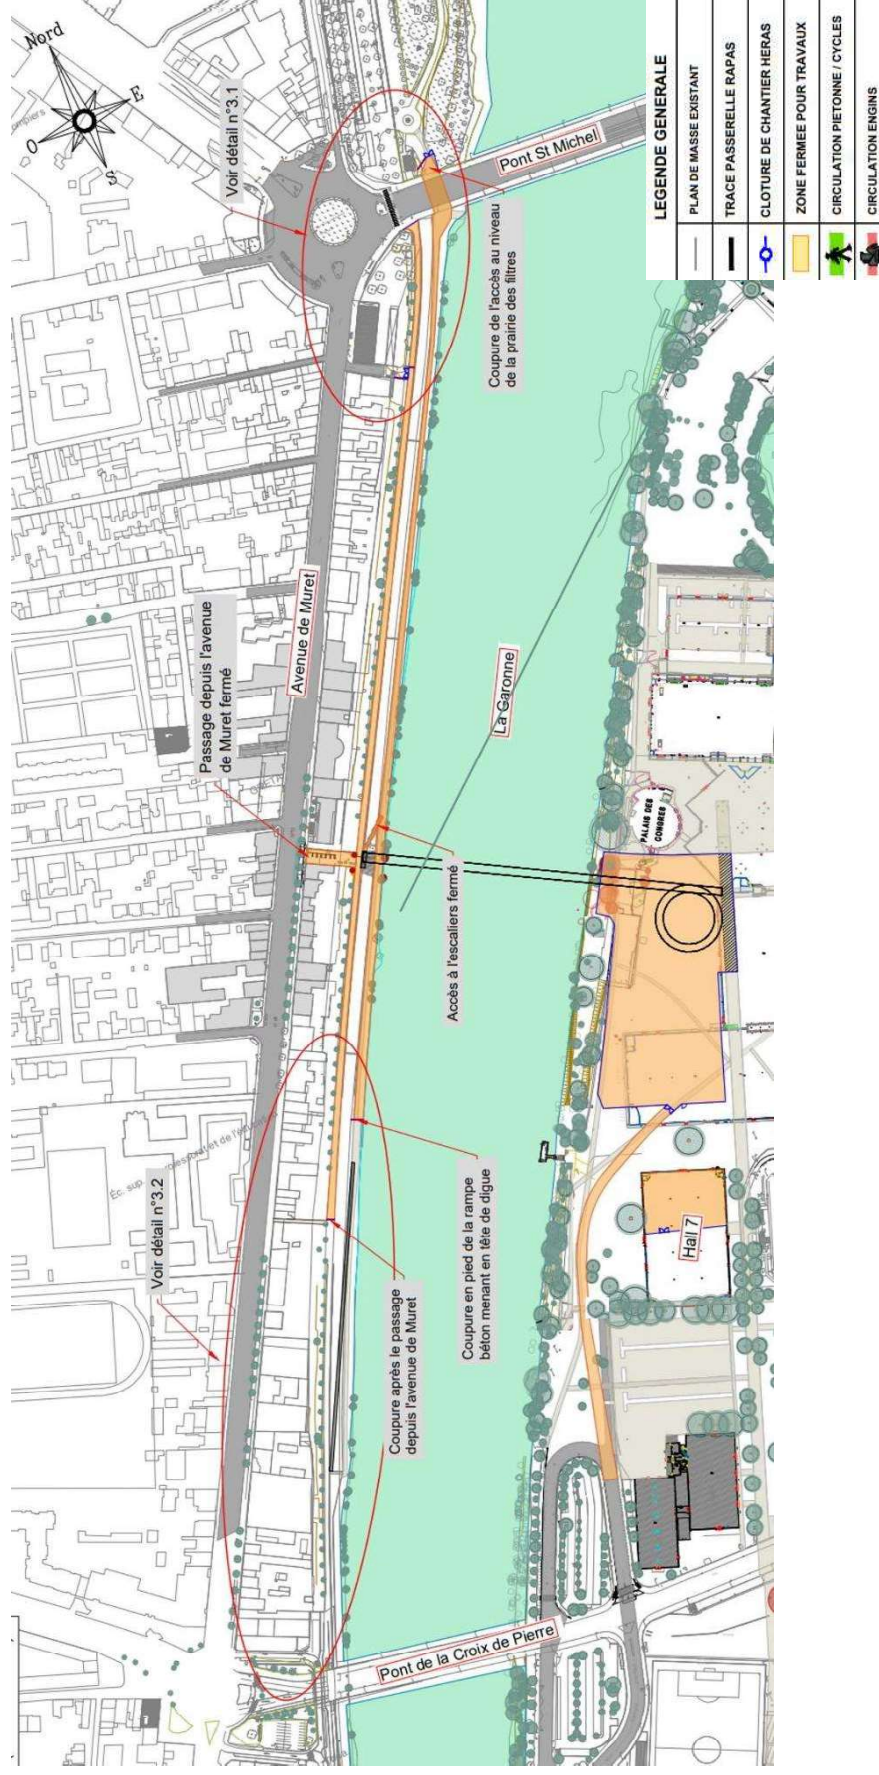 Nord
E
S
O
Voir détail n°3.1
Pont St Michel
Coupure de l'accès au niveau
de la prairie des filtres
Avenue de Muret
Passage depuis l'avenue
de Muret fermé
La Garonne
PALAIS DES
CONGRES
Accès à l'escaliers fermé
Voir détail n°3.2
Coupure en pied de la rampe
béton menant en tête de digue
Coupure après le passage
depuis l'avenue de Muret
Hall 7
Pont de la Croix de Pierre
LEGENDE GENERALE
PLAN DE MASSE EXISTANT
TRACE PASSERELLE RAPAS
CLOTURE DE CHANTIER HERAS
ZONE FERMEE POUR TRAVAUX
CIRCULATION PIETONNE / CYCLES
CIRCULATION ENGINS